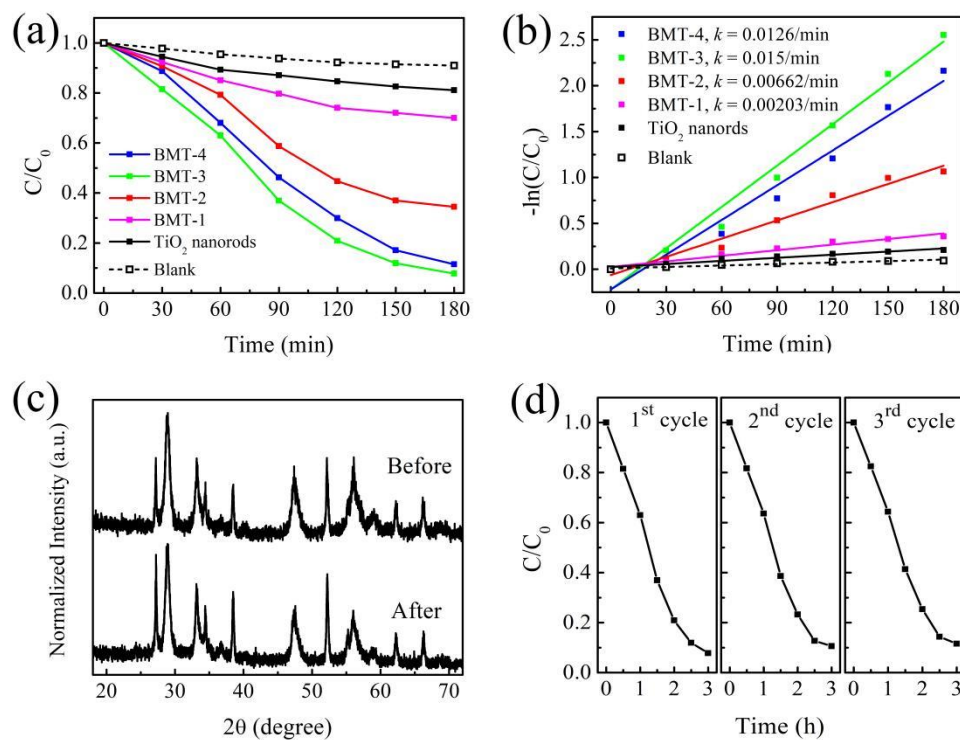 (a)
1.0
0.8
0.6
0.4
0.2
0.0
C/C0
BMT-4
BMT-3
BMT-2
BMT-1
TiO2 nanorods
Blank
0 30 60 90 120 150 180
Time (min)
(b)
2.5
2.0
1.5
1.0
0.5
0.0
-ln(C/C0)
BMT-4, k = 0.0126/min
BMT-3, k = 0.015/min
BMT-2, k = 0.00662/min
BMT-1, k = 0.00203/min
TiO2 nanords
Blank
0 30 60 90 120 150 180
Time (min)
(c)
Normalized Intensity (a.u.)
Before
After
20 30 40 50 60 70
2θ (degree)
(d)
1.0
0.8
0.6
0.4
0.2
0.0
C/C0
1st cycle
2nd cycle
3rd cycle
0 1 2 3 0 1 2 3 0 1 2 3
Time (h)